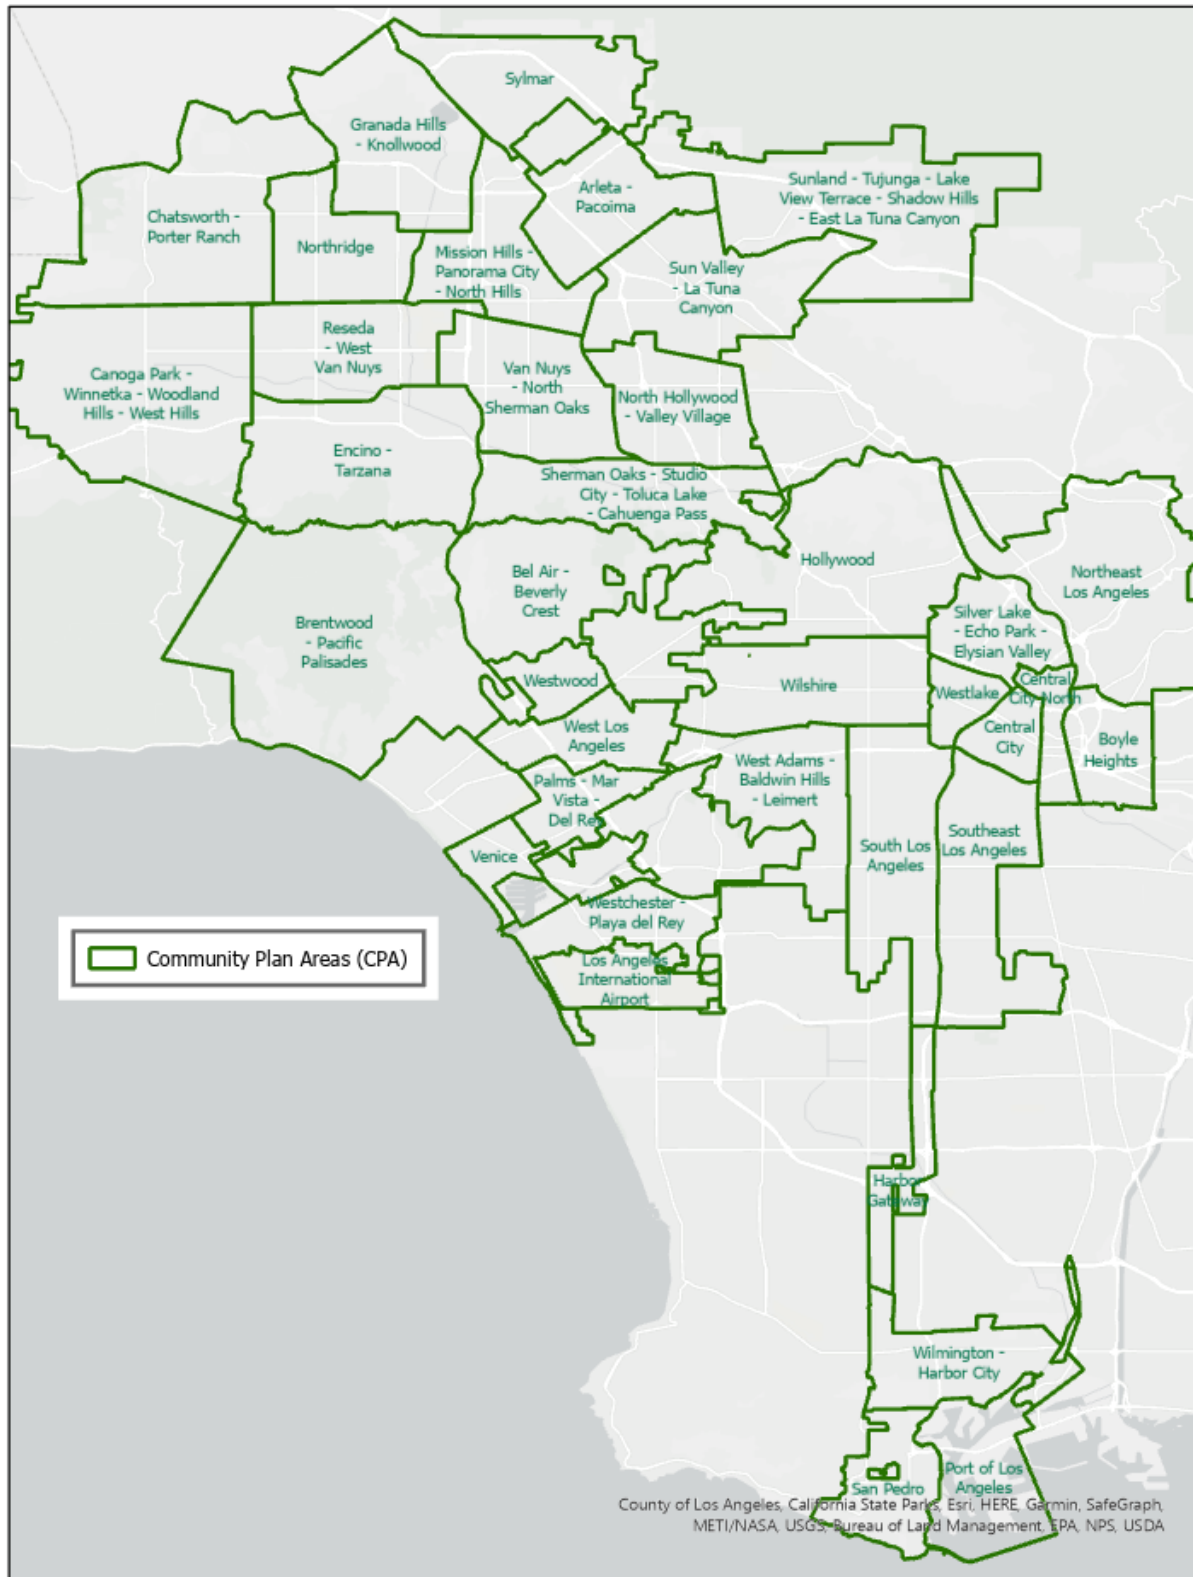 Sylmar
Granada Hills
- Knollwood
Arleta -
Pacoima
Sunland - Tujunga - Lake
View Terrace - Shadow Hills
- East La Tuna Canyon
Chatsworth -
Porter Ranch
Northridge
Mission Hills -
Panorama City
- North Hills
Sun Valley
- La Tuna
Canyon
Reseda
- West
Van Nuys
Canoga Park -
Winnetka - Woodland
Hills - West Hills
Van Nuys
- North
Sherman Oaks
North Hollywood
- Valley Village
Encino -
Tarzana
Sherman Oaks - Studio
City - Toluca Lake
- Cahuenga Pass
Hollywood
Bel Air -
Beverly
Crest
Northeast
Los Angeles
Brentwood
- Pacific
Palisades
Silver Lake
- Echo Park -
Elysian Valley
Westwood
Wilshire
Westlake
Central
City North
West Los
Angeles
Central
City
Boyle
Heights
West Adams -
Baldwin Hills
- Leimert
Palms - Mar
Vista -
Del Rey
Venice
South Los
Angeles
Southeast
Los Angeles
Westchester -
Playa del Rey
Los Angeles
International
Airport
Community Plan Areas (CPA)
Harbor
Gateway
Wilmington -
Harbor City
San Pedro
Port of Los
Angeles
County of Los Angeles, California State Parks, Esri, HERE, Garmin, SafeGraph,
METI/NASA, USGS, Bureau of Land Management, EPA, NPS, USDA